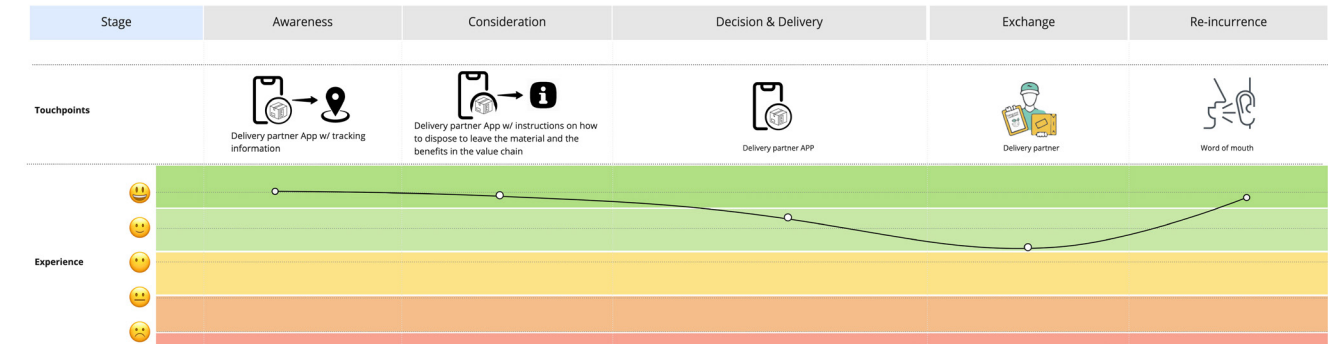 Stage
Awareness
Consideration
Decision & Delivery
Exchange
Re-incurrence
Touchpoints
Delivery partner App w/ tracking
information
Delivery partner App w/ instructions on how
to dispose to leave the material and the
benefits in the value chain
Delivery partner APP
Delivery partner
Word of mouth
Experience